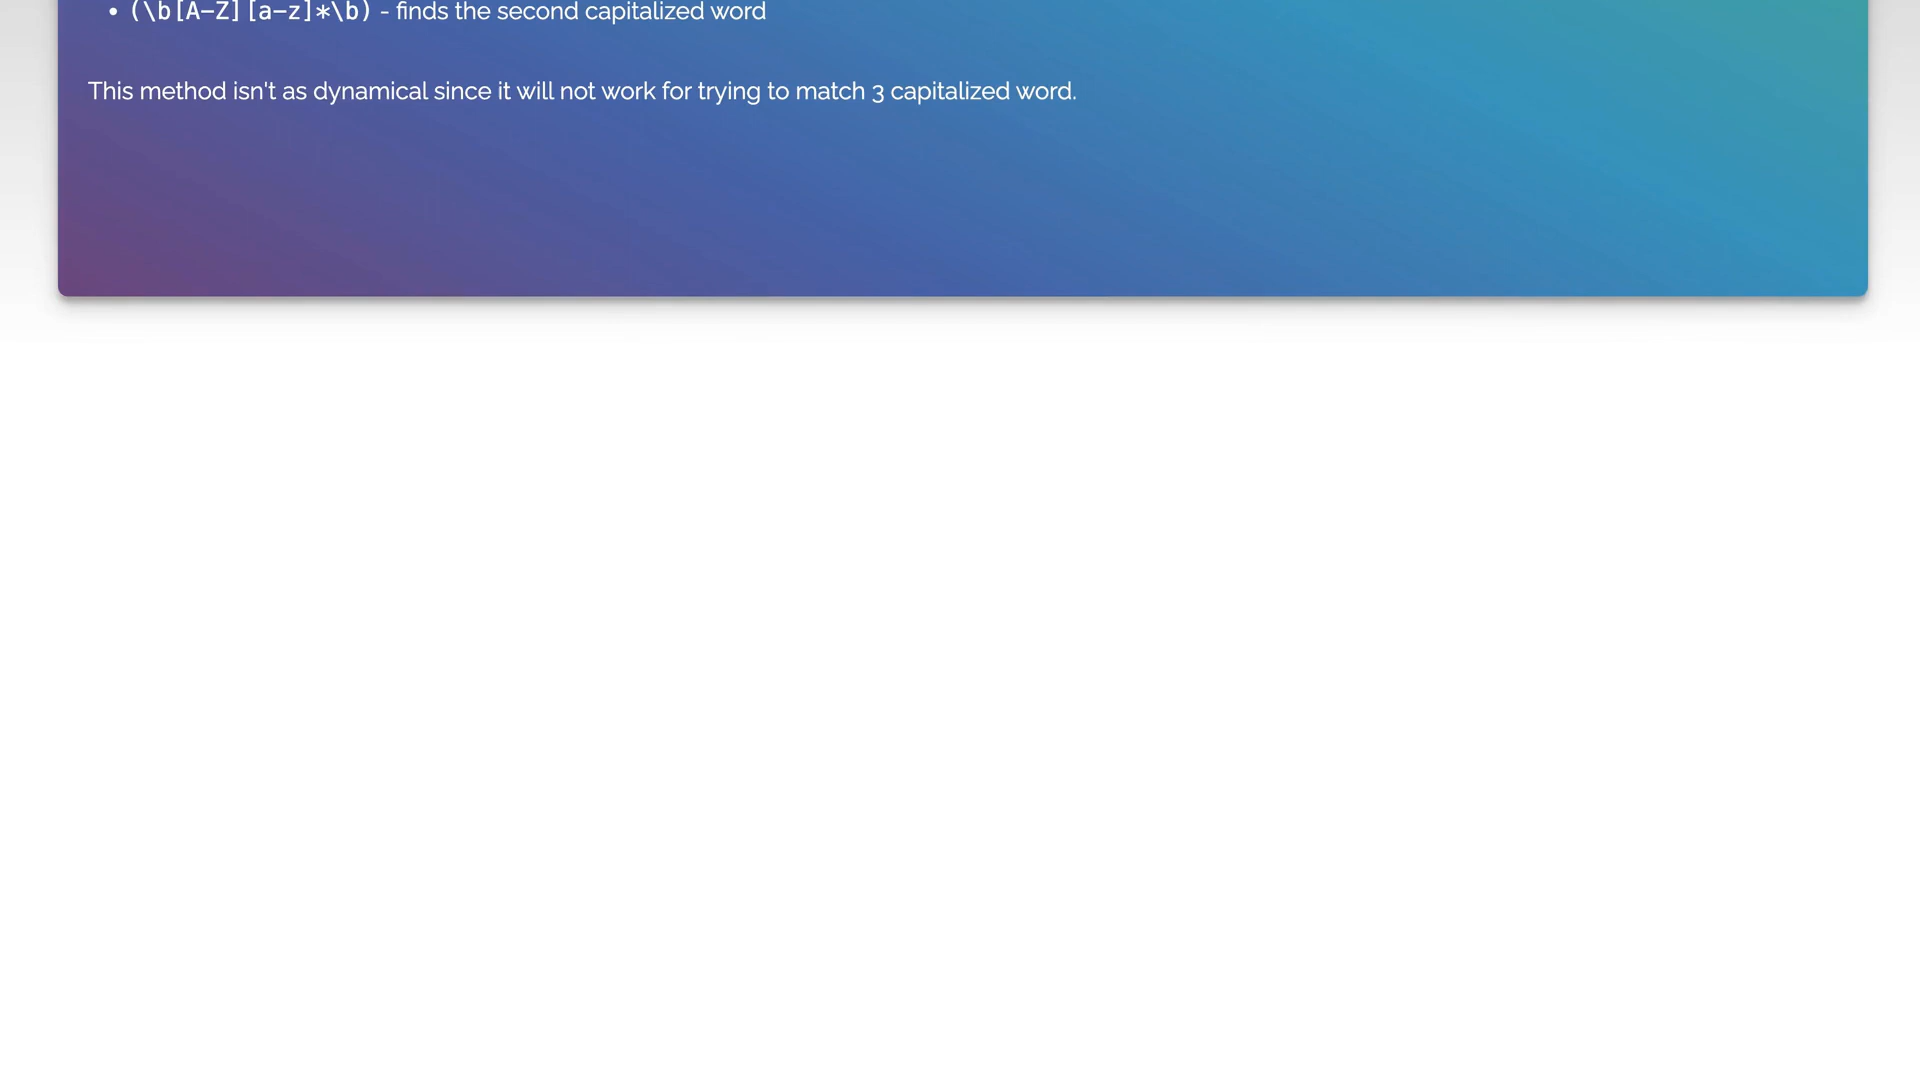 • (\b[A-Z][a-z]*\b) - finds the second capitalized word
This method isn't as dynamical since it will not work for trying to match 3 capitalized word.